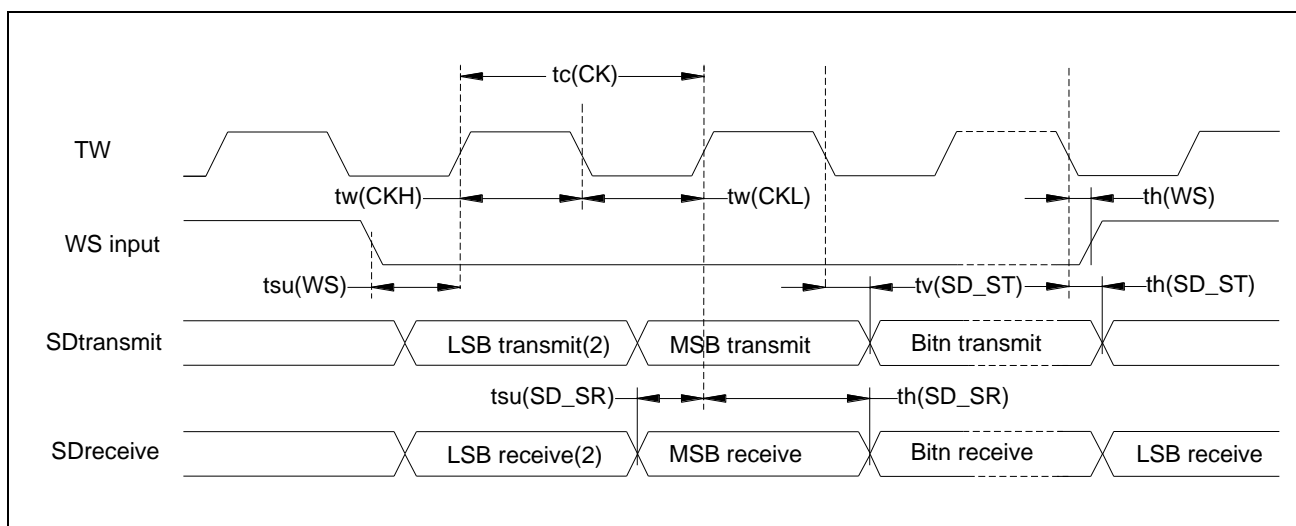 tc(CK)
TW
tw(CKH)
tw(CKL)
th(WS)
WS input
tsu(WS)
tv(SD_ST)
th(SD_ST)
SDtransmit
LSB transmit(2)
MSB transmit
Bitn transmit
tsu(SD_SR)
th(SD_SR)
SDreceive
LSB receive(2)
MSB receive
Bitn receive
LSB receive